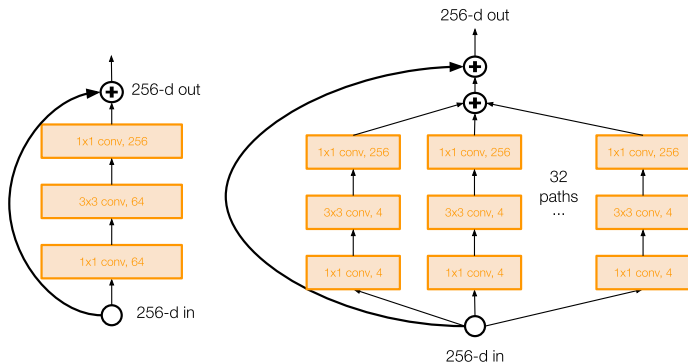 256-d out
1x1 conv, 256
3x3 conv, 64
1x1 conv, 64
256-d in
256-d out
1x1 conv, 256
1x1 conv, 256
1x1 conv, 256
32
paths
...
3x3 conv, 4
3x3 conv, 4
3x3 conv, 4
1x1 conv, 4
1x1 conv, 4
1x1 conv, 4
256-d in